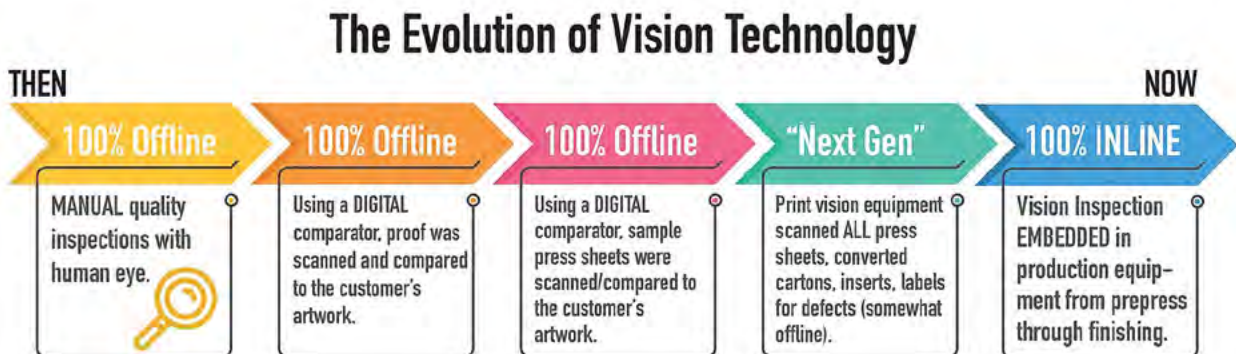 The Evolution of Vision Technology
THEN
NOW
100% Offline
100% Offline
100% Offline
“Next Gen”
100% INLINE
MANUAL quality
inspections with
human eye.
Using a DIGITAL
comparator, proof was
scanned and compared
to the customer’s
artwork.
Using a DIGITAL
comparator, sample
press sheets were
scanned/compared to
the customer’s
artwork.
Print vision equipment
scanned ALL press
sheets, converted
cartons, inserts, labels
for defects (somewhat
offline).
Vision Inspection
EMBEDDED in
production equip-
ment from prepress
through finishing.